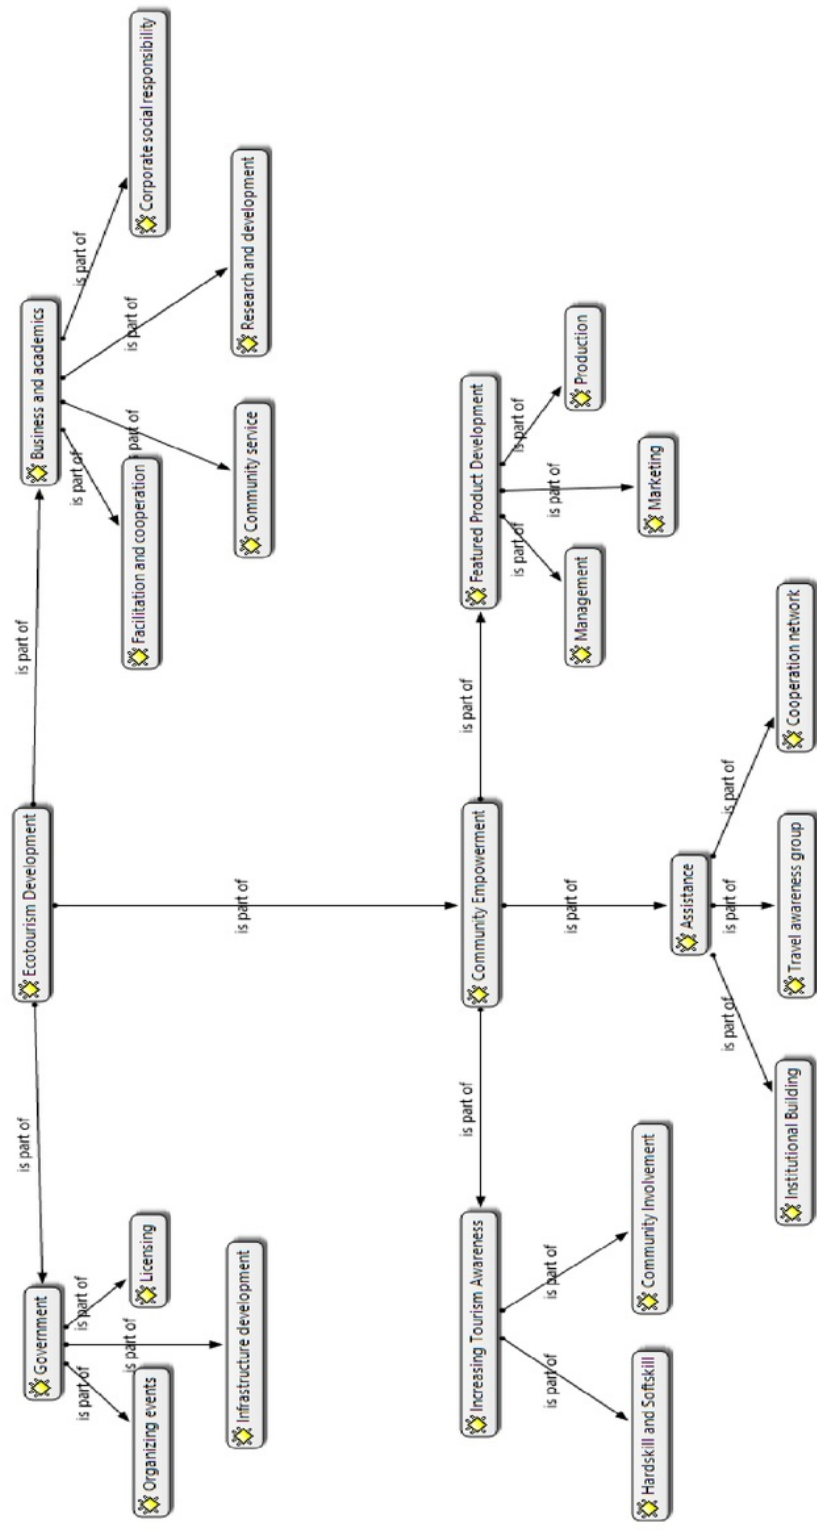 Ecotourism Development
is part of
is part of
is part of
Government
is part of
is part of
is part of
Organizing events
Licensing
Infrastructure development
Business and academics
is part of
is part of
is part of
is part of
Facilitation and cooperation
Community service
Research and development
Corporate social responsibility
Community Empowerment
is part of
is part of
is part of
Increasing Tourism Awareness
is part of
is part of
Hardskill and Softskill
Community Involvement
Assistance
is part of
is part of
is part of
Institutional Building
Travel awareness group
Cooperation network
Featured Product Development
is part of
is part of
is part of
Management
Marketing
Production